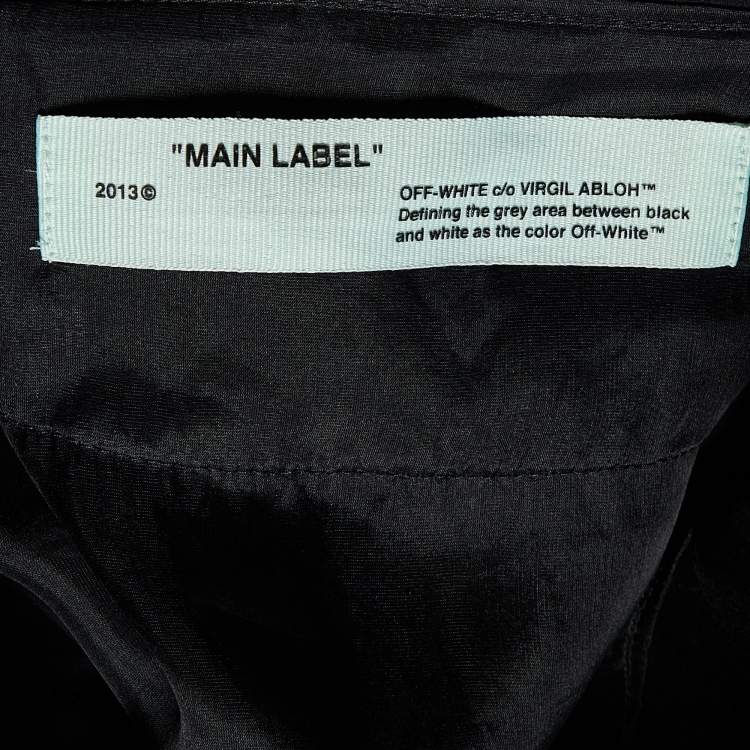 "MAIN LABEL"
2013©
OFF-WHITE c/o VIRGIL ABLOH™
Defining the grey area between black
and white as the color Off-White™